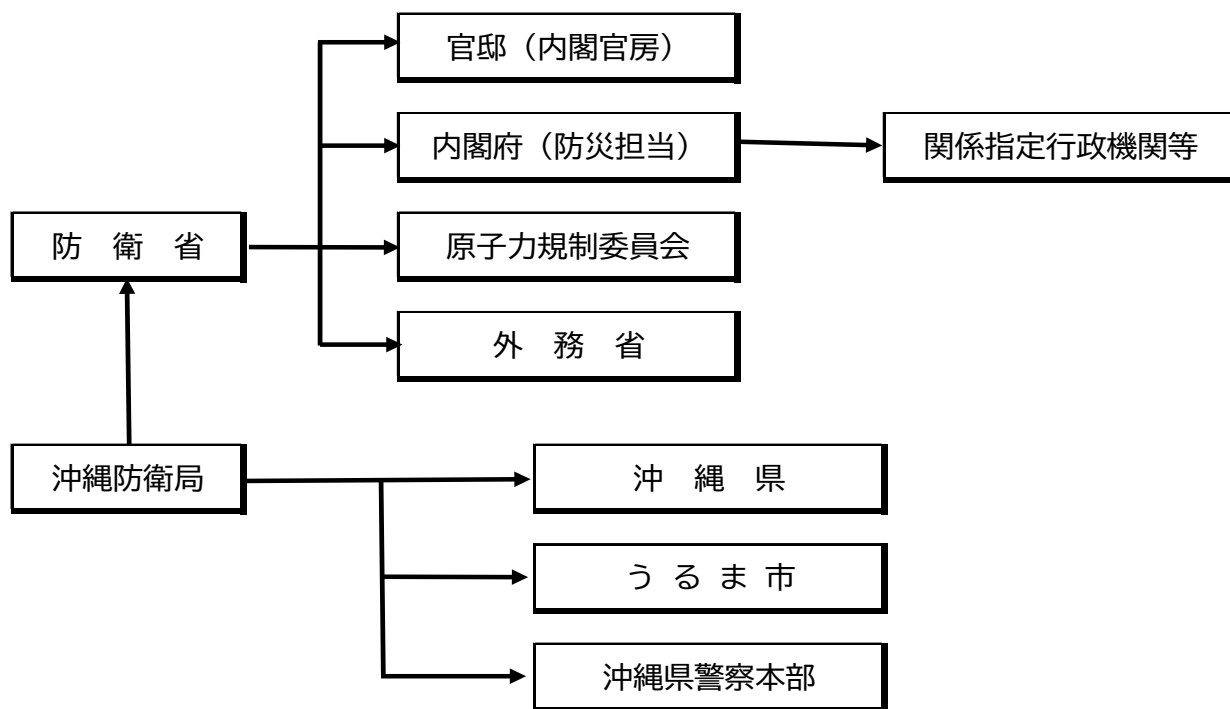 官邸（内閣官房）
内閣府（防災担当）
関係指定行政機関等
防　衛　省
原子力規制委員会
外　務　省
沖縄防衛局
沖　縄　県
う る ま 市
沖縄県警察本部